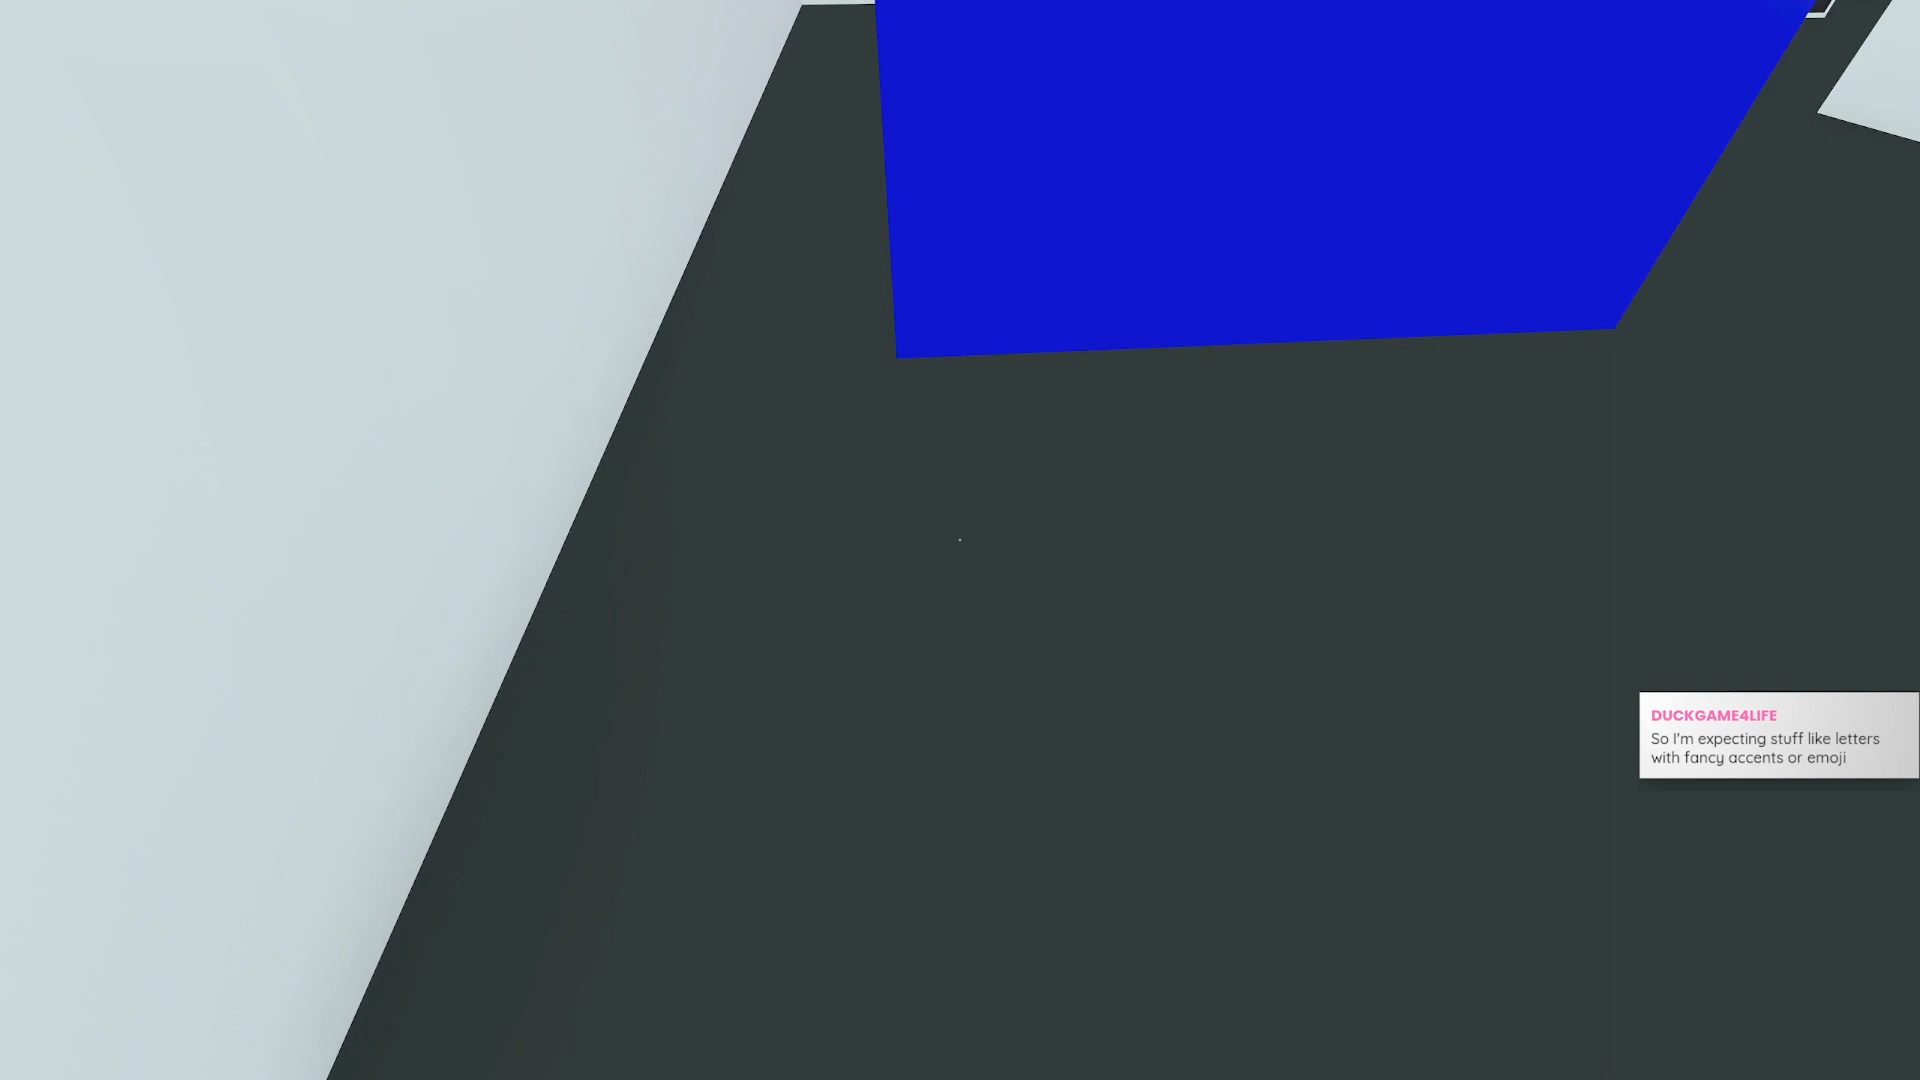 DUCKGAME4LIFE
So I'm expecting stuff like letters
with fancy accents or emoji